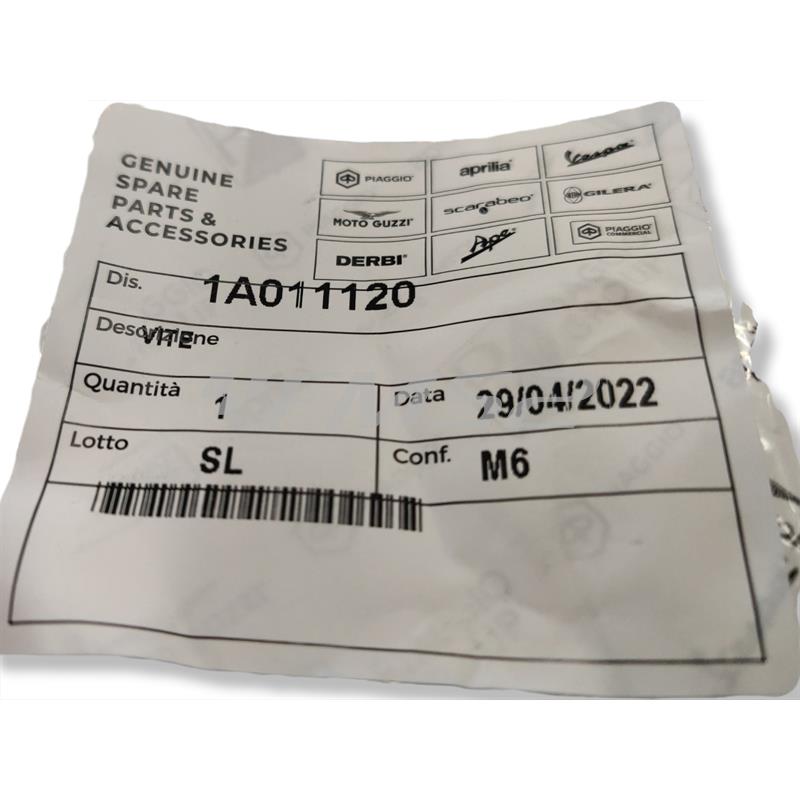 GENUINE
SPARE
PARTS &
ACCESSORIES
PIAGGIO aprilia Vespa
MOTO GUZZI scarabeo GILERA
DERBI Ape PIAGGIO COMMERCIAL
Dis. 1A011120
Descrizione VITE
Quantità 1 Data 29/04/2022
Lotto SL Conf. M6